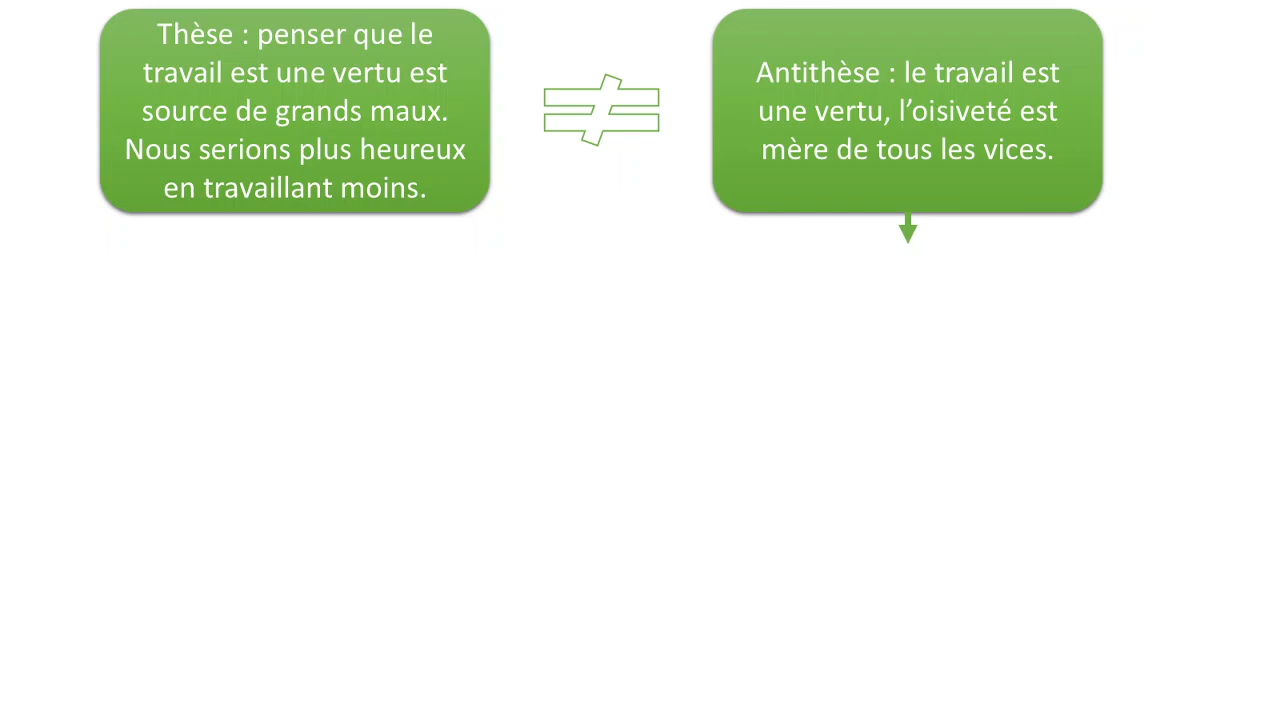 Thèse : penser que le
travail est une vertu est
source de grands maux.
Nous serions plus heureux
en travaillant moins.
Antithèse : le travail est
une vertu, l’oisiveté est
mère de tous les vices.